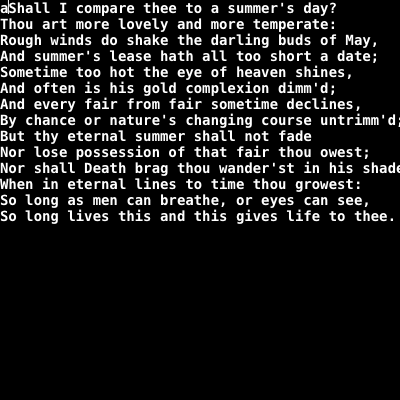 aShall I compare thee to a summer's day?
Thou art more lovely and more temperate:
Rough winds do shake the darling buds of May,
And summer's lease hath all too short a date;
Sometime too hot the eye of heaven shines,
And often is his gold complexion dimm'd;
And every fair from fair sometime declines,
By chance or nature's changing course untrimm'd;
But thy eternal summer shall not fade
Nor lose possession of that fair thou owest;
Nor shall Death brag thou wander'st in his shade
When in eternal lines to time thou growest:
So long as men can breathe, or eyes can see,
So long lives this and this gives life to thee.